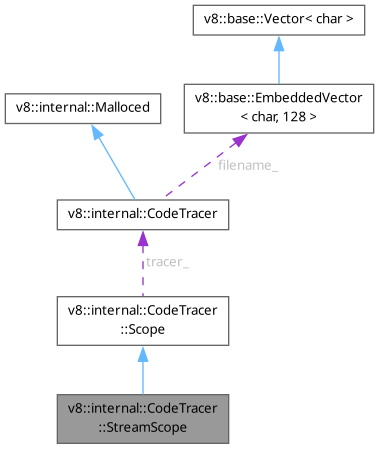 v8::base::Vector< char >
v8::base::EmbeddedVector
< char, 128 >
v8::internal::Malloced
filename_
v8::internal::CodeTracer
tracer_
v8::internal::CodeTracer
::Scope
v8::internal::CodeTracer
::StreamScope